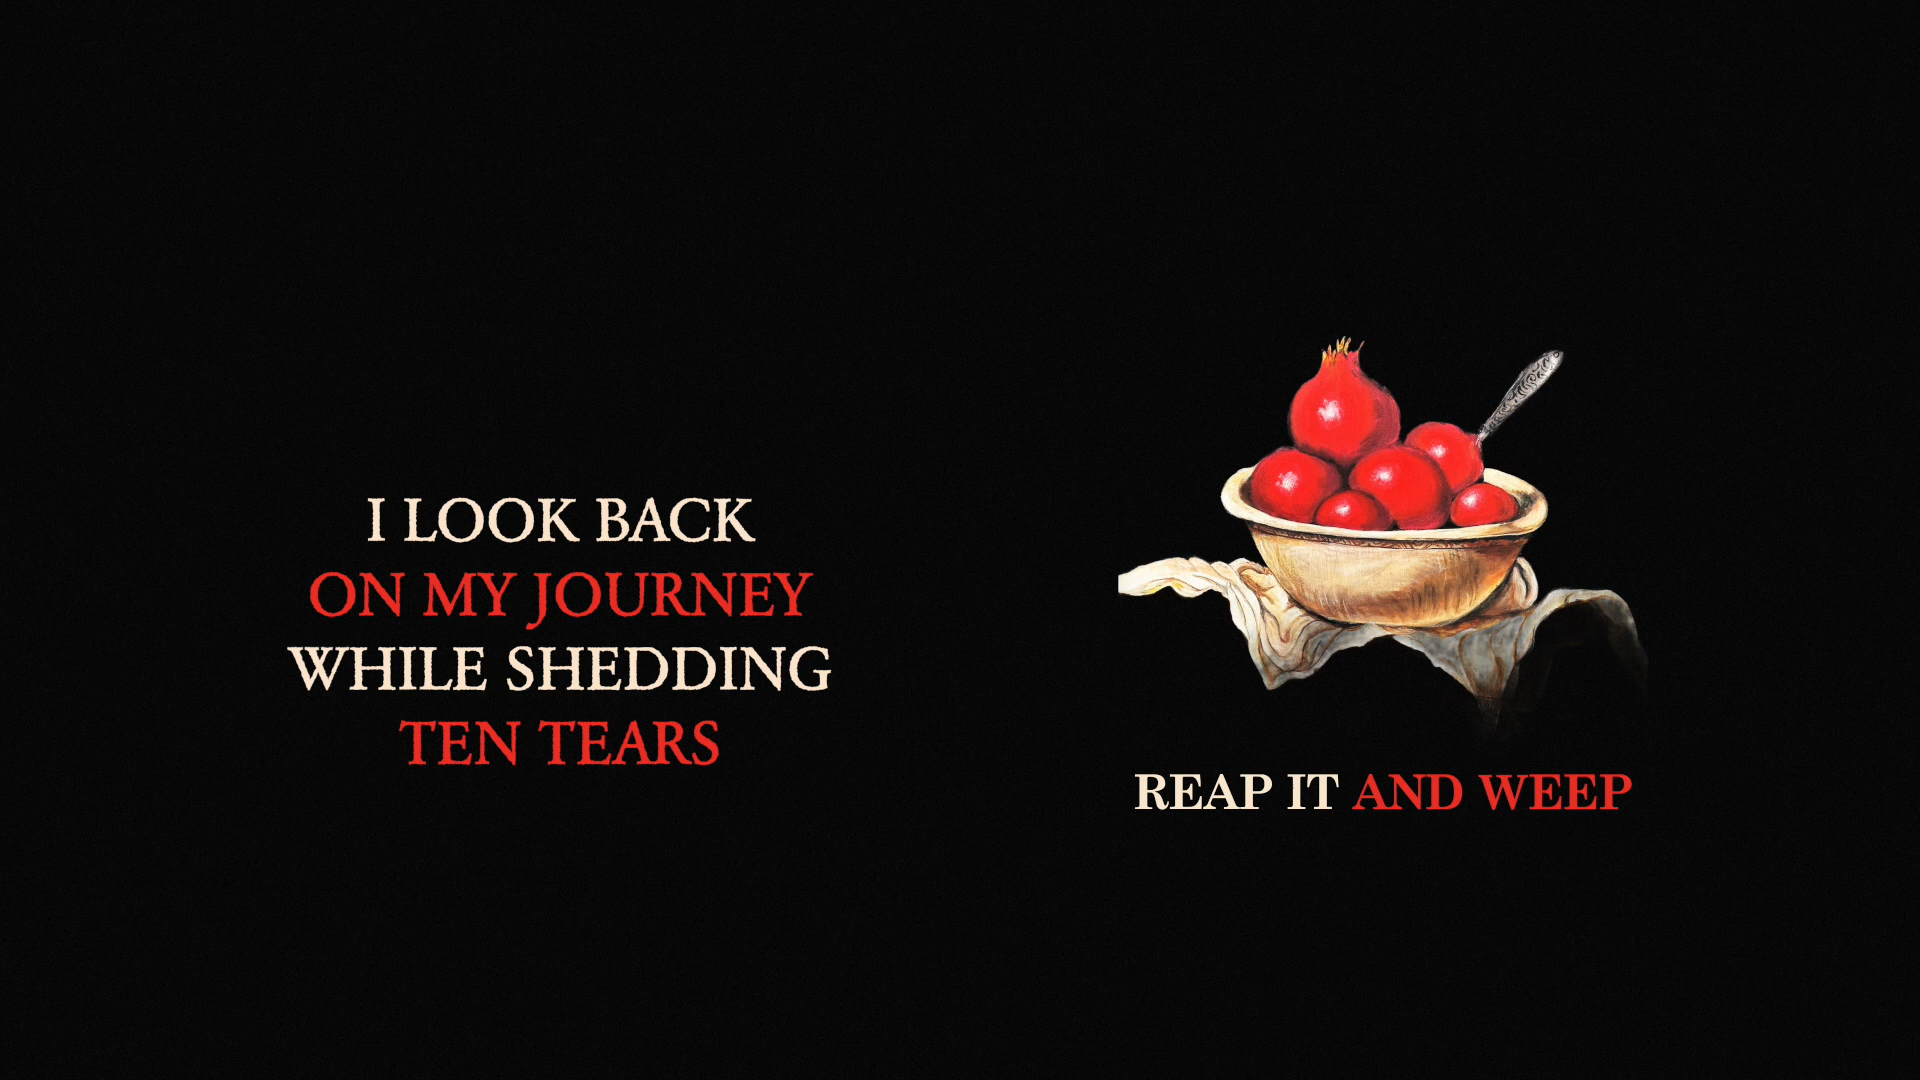 I LOOK BACK
ON MY JOURNEY
WHILE SHEDDING
TEN TEARS
REAP IT AND WEEP